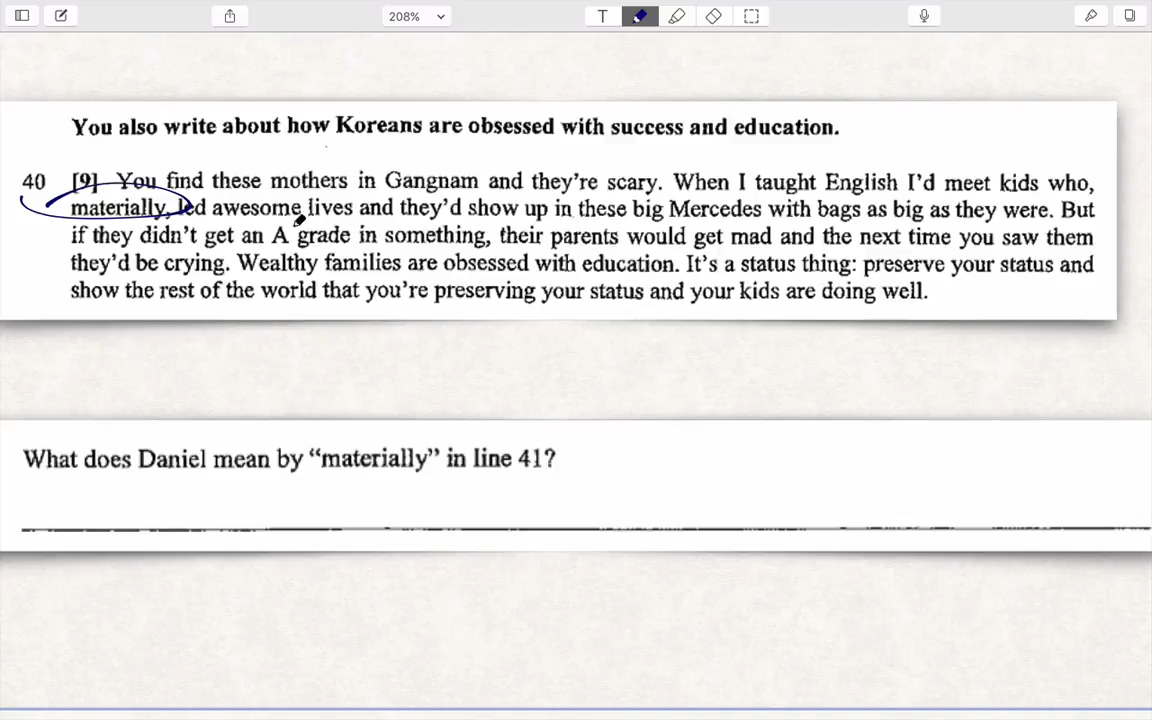 208%
T
You also write about how Koreans are obsessed with success and education.
40 [9] You find these mothers in Gangnam and they're scary. When I taught English I'd meet kids who,
materially, led awesome lives and they'd show up in these big Mercedes with bags as big as they were. But
if they didn't get an A grade in something, their parents would get mad and the next time you saw them
they'd be crying. Wealthy families are obsessed with education. It's a status thing: preserve your status and
show the rest of the world that you're preserving your status and your kids are doing well.
What does Daniel mean by “materially” in line 41?